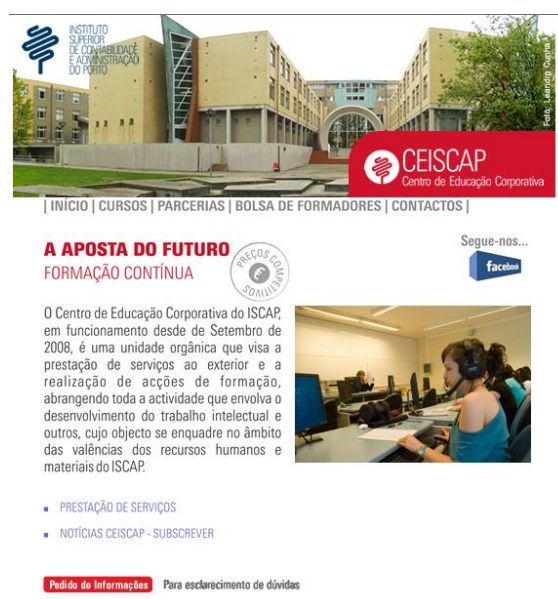 INSTITUTO
SUPERIOR
DE CONTABILIDADE
E ADMINISTRAÇÃO
DO PORTO
Foto: Leandro Cunha
CEISCAP
Centro de Educação Corporativa
| INÍCIO | CURSOS | PARCERIAS | BOLSA DE FORMADORES | CONTACTOS |
A APOSTA DO FUTURO
FORMAÇÃO CONTÍNUA
PREÇOS COMPETITIVOS
€
Segue-nos...
facebook
O Centro de Educação Corporativa do ISCAP,
em funcionamento desde de Setembro de
2008, é uma unidade orgânica que visa a
prestação de serviços ao exterior e a
realização de acções de formação,
abrangendo toda a actividade que envolva o
desenvolvimento do trabalho intelectual e
outros, cujo objecto se enquadre no âmbito
das valências dos recursos humanos e
materiais do ISCAP.
PRESTAÇÃO DE SERVIÇOS
NOTÍCIAS CEISCAP - SUBSCREVER
Pedido de Informações Para esclarecimento de dúvidas